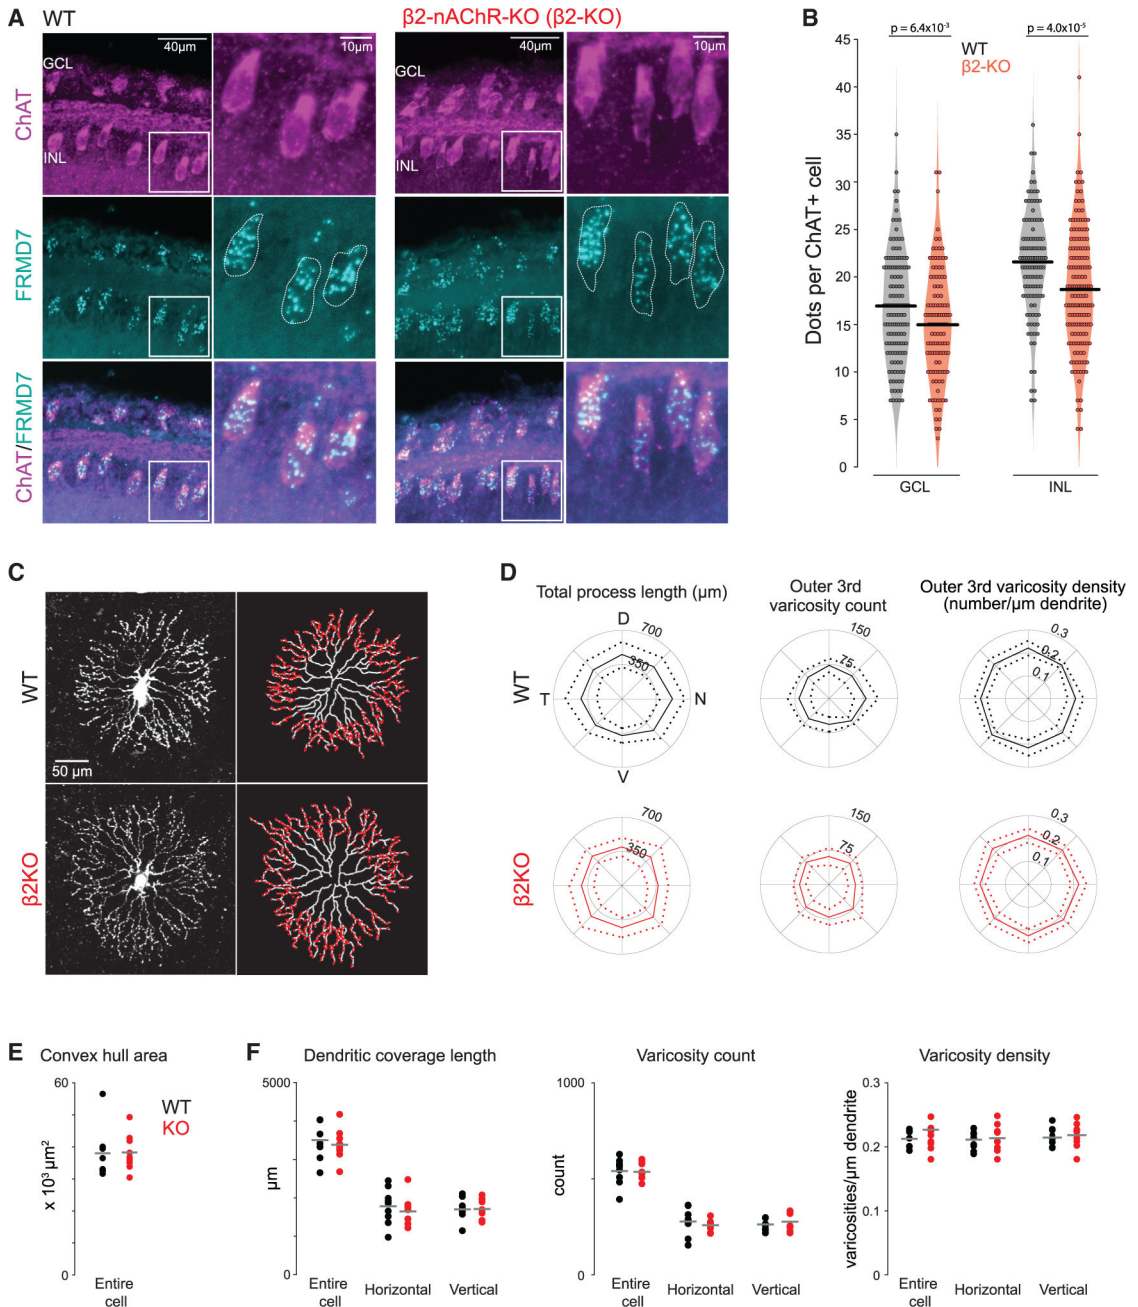 A
WT
β2-nAChR-KO (β2-KO)
40µm
10µm
40µm
10µm
GCL
INL
GCL
INL
ChAT
FRMD7
ChAT/FRMD7
B
p = 6.4x10⁻³
p = 4.0x10⁻⁵
WT
β2-KO
Dots per ChAT+ cell
45
40
35
30
25
20
15
10
5
0
GCL
INL
C
WT
50 µm
β2KO
D
Total process length (µm)
Outer 3rd
varicosity count
Outer 3rd varicosity density
(number/µm dendrite)
WT
D
T
N
V
700
350
150
75
0.3
0.2
0.1
β2KO
700
350
150
75
0.3
0.2
0.1
E
Convex hull area
60
0
x 10³ µm²
WT
KO
Entire
cell
F
Dendritic coverage length
5000
0
µm
Entire
cell
Horizontal
Vertical
Varicosity count
1000
0
count
Entire
cell
Horizontal
Vertical
Varicosity density
0.3
0.2
0.1
0
varicosities/µm dendrite
Entire
cell
Horizontal
Vertical